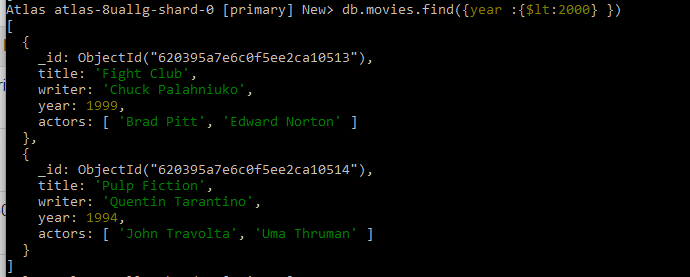 Atlas atlas-8uallg-shard-0 [primary] New> db.movies.find({year :{$lt:2000} })
[
  {
    _id: ObjectId("620395a7e6c0f5ee2ca10513"),
    title: 'Fight Club',
    writer: 'Chuck Palahniuko',
    year: 1999,
    actors: [ 'Brad Pitt', 'Edward Norton' ]
  },
  {
    _id: ObjectId("620395a7e6c0f5ee2ca10514"),
    title: 'Pulp Fiction',
    writer: 'Quentin Tarantino',
    year: 1994,
    actors: [ 'John Travolta', 'Uma Thruman' ]
  }
]